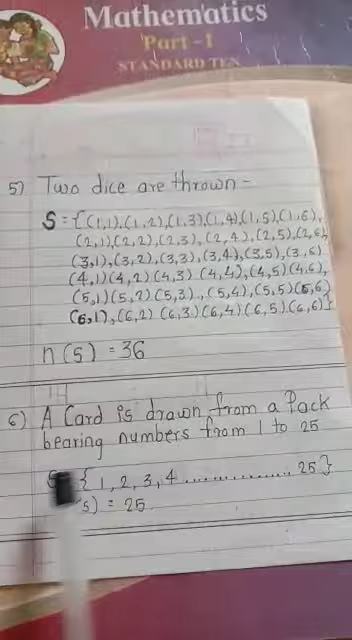 Mathematics
Part - I
STANDARD TEN
5) Two dice are thrown -
S = {(1,1),(1,2),(1,3)(1,4)(1,5)(1,6),
(2,1)(2,2),(2,3),(2,4),(2,5)(2,6)
(3,1)(3,2),(3,3),(3,4)(3,5),(3,6)
(4,1)(4,2)(4,3) (4,4),(4,5)(4,6),
(5,1)(5,2)(5,3),,(5,4),(5,5)(5,6)
(6,1),(6,2) (6,3)(6,4)(6,5)(6,6)}
n(s) = 36
6) A Card is drawn from a Pack
bearing numbers from 1 to 25
{ 1, 2, 3, 4 ................ 25}
s) = 25